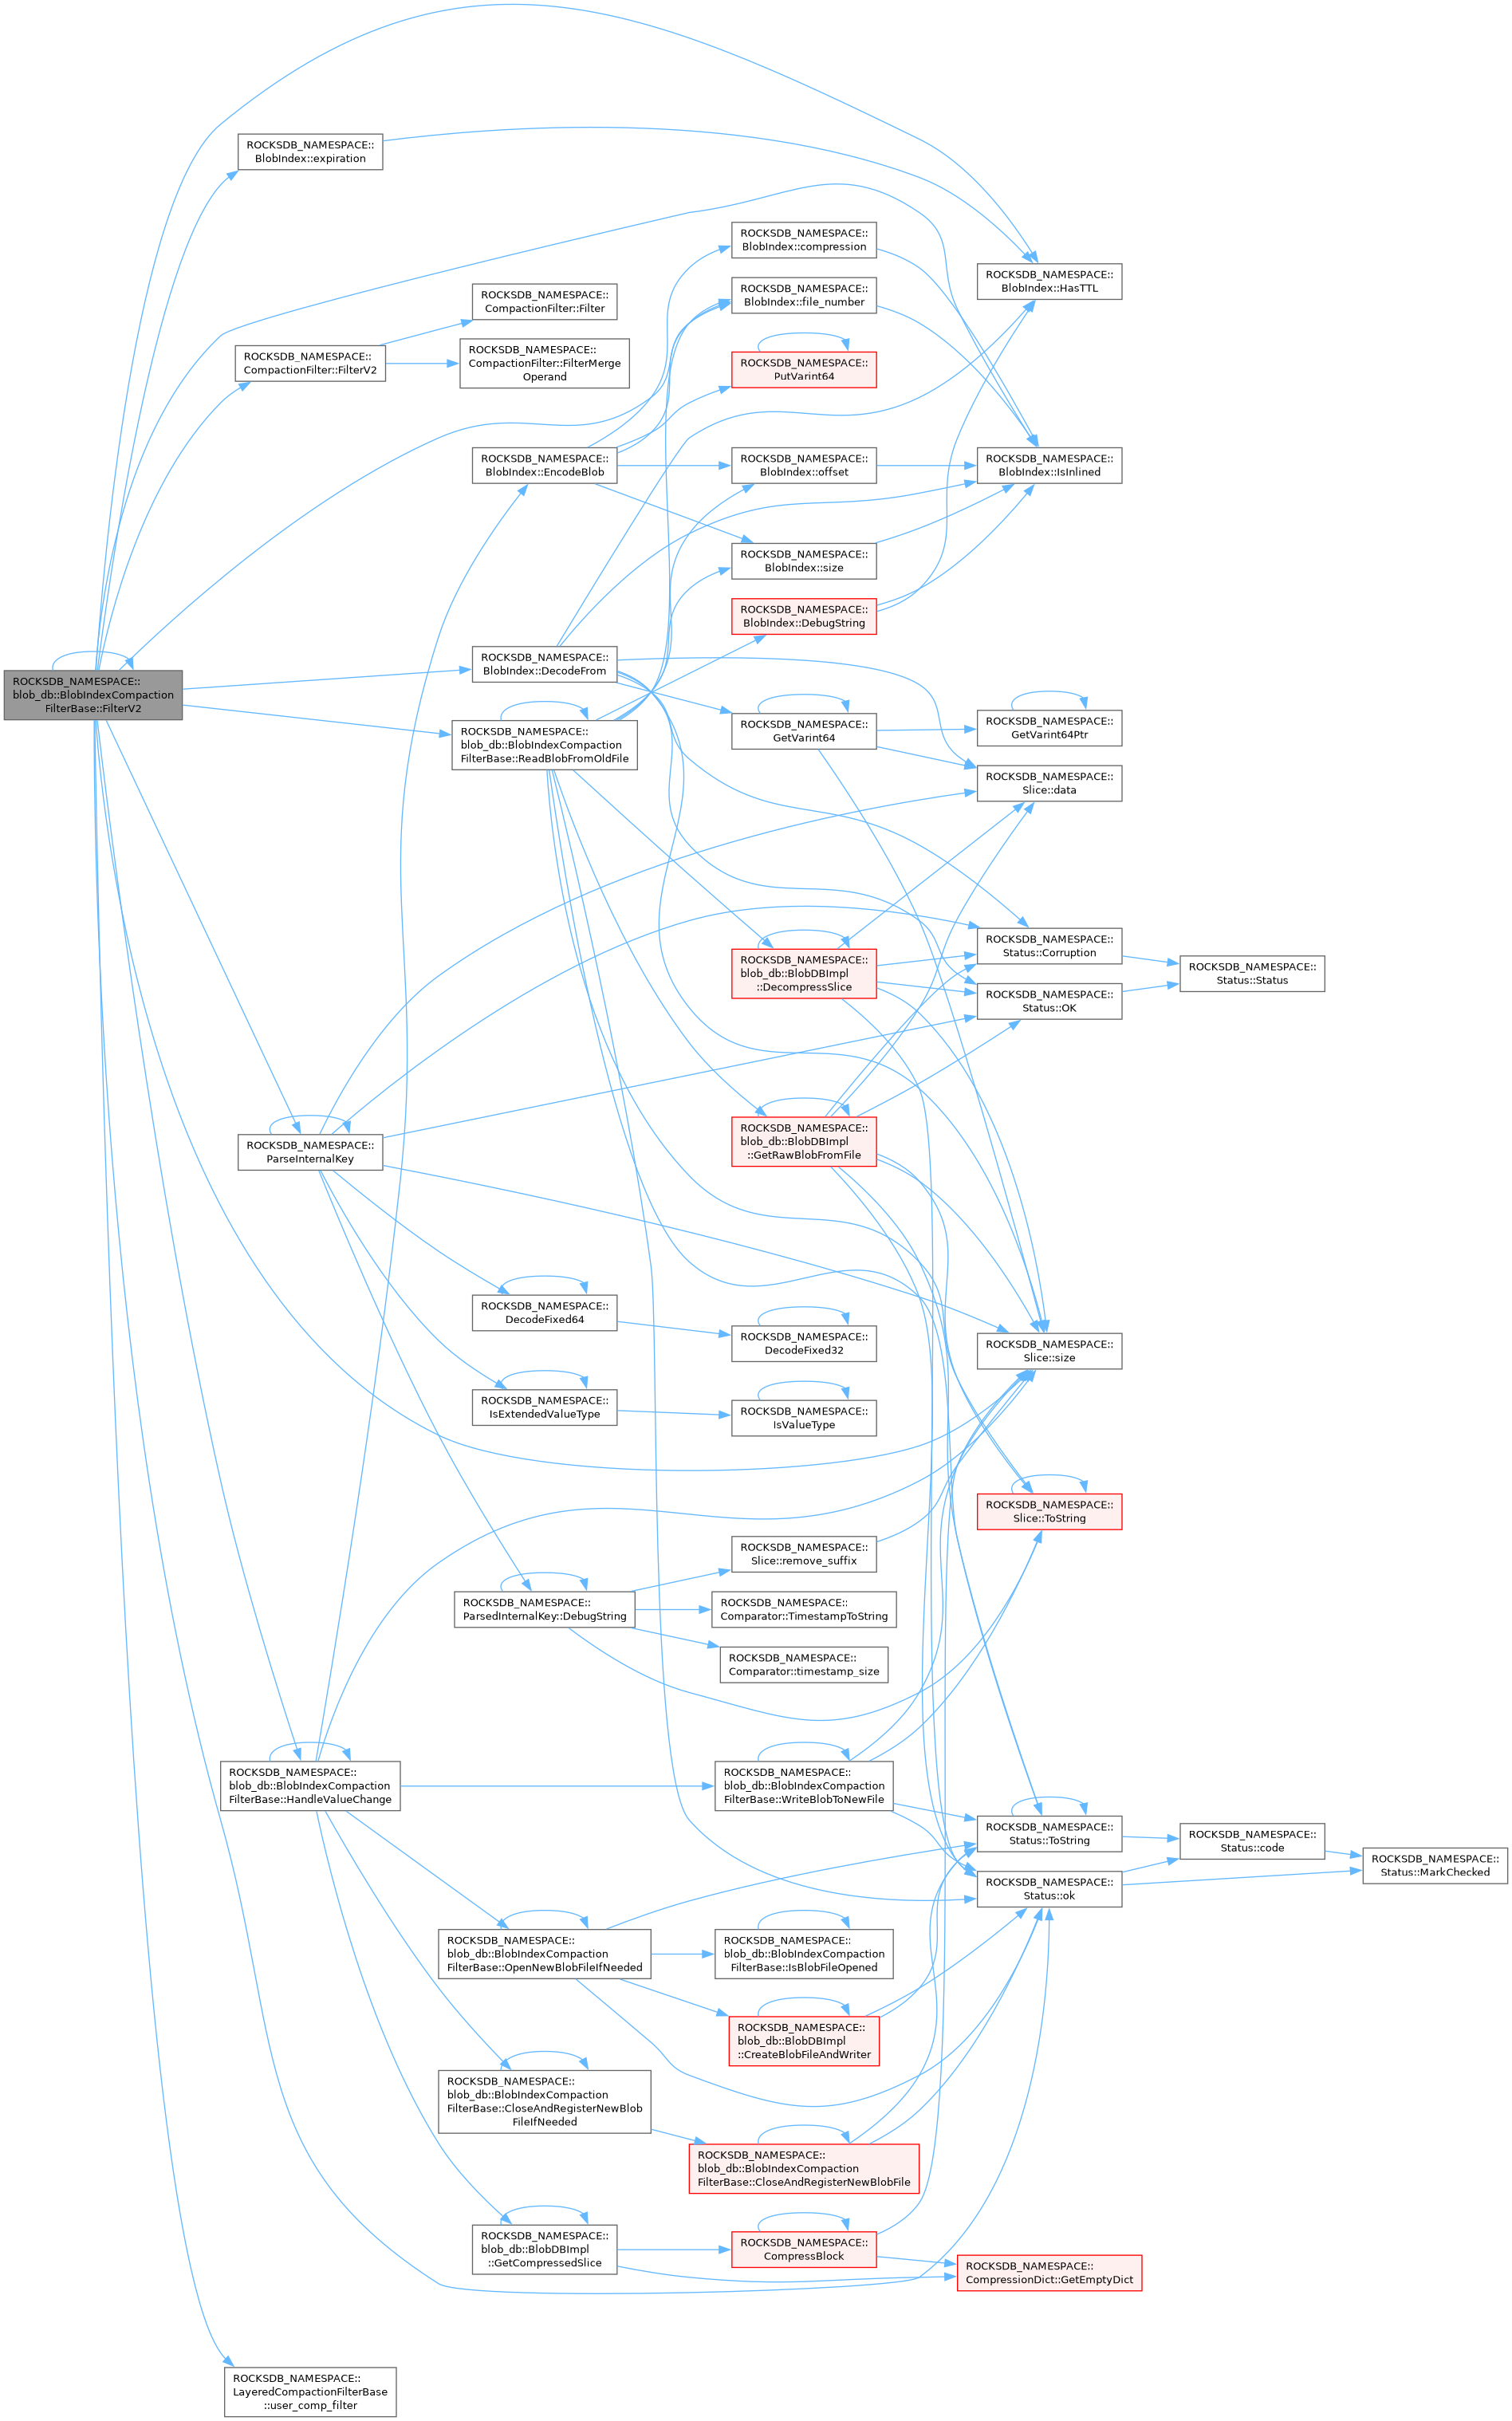 ROCKSDB_NAMESPACE::
BlobIndex::expiration
ROCKSDB_NAMESPACE::
BlobIndex::compression
ROCKSDB_NAMESPACE::
BlobIndex::HasTTL
ROCKSDB_NAMESPACE::
BlobIndex::file_number
ROCKSDB_NAMESPACE::
CompactionFilter::Filter
ROCKSDB_NAMESPACE::
CompactionFilter::FilterV2
ROCKSDB_NAMESPACE::
CompactionFilter::FilterMerge
Operand
ROCKSDB_NAMESPACE::
PutVarint64
ROCKSDB_NAMESPACE::
BlobIndex::EncodeBlob
ROCKSDB_NAMESPACE::
BlobIndex::offset
ROCKSDB_NAMESPACE::
BlobIndex::IsInlined
ROCKSDB_NAMESPACE::
BlobIndex::size
ROCKSDB_NAMESPACE::
BlobIndex::DebugString
ROCKSDB_NAMESPACE::
BlobIndex::DecodeFrom
ROCKSDB_NAMESPACE::
blob_db::BlobIndexCompaction
FilterBase::FilterV2
ROCKSDB_NAMESPACE::
blob_db::BlobIndexCompaction
FilterBase::ReadBlobFromOldFile
ROCKSDB_NAMESPACE::
GetVarint64
ROCKSDB_NAMESPACE::
GetVarint64Ptr
ROCKSDB_NAMESPACE::
Slice::data
ROCKSDB_NAMESPACE::
blob_db::BlobDBImpl
::DecompressSlice
ROCKSDB_NAMESPACE::
Status::Corruption
ROCKSDB_NAMESPACE::
Status::Status
ROCKSDB_NAMESPACE::
Status::OK
ROCKSDB_NAMESPACE::
ParseInternalKey
ROCKSDB_NAMESPACE::
blob_db::BlobDBImpl
::GetRawBlobFromFile
ROCKSDB_NAMESPACE::
DecodeFixed64
ROCKSDB_NAMESPACE::
DecodeFixed32
ROCKSDB_NAMESPACE::
Slice::size
ROCKSDB_NAMESPACE::
IsExtendedValueType
ROCKSDB_NAMESPACE::
IsValueType
ROCKSDB_NAMESPACE::
Slice::ToString
ROCKSDB_NAMESPACE::
Slice::remove_suffix
ROCKSDB_NAMESPACE::
ParsedInternalKey::DebugString
ROCKSDB_NAMESPACE::
Comparator::TimestampToString
ROCKSDB_NAMESPACE::
Comparator::timestamp_size
ROCKSDB_NAMESPACE::
blob_db::BlobIndexCompaction
FilterBase::HandleValueChange
ROCKSDB_NAMESPACE::
blob_db::BlobIndexCompaction
FilterBase::WriteBlobToNewFile
ROCKSDB_NAMESPACE::
Status::ToString
ROCKSDB_NAMESPACE::
Status::code
ROCKSDB_NAMESPACE::
Status::MarkChecked
ROCKSDB_NAMESPACE::
Status::ok
ROCKSDB_NAMESPACE::
blob_db::BlobIndexCompaction
FilterBase::OpenNewBlobFileIfNeeded
ROCKSDB_NAMESPACE::
blob_db::BlobIndexCompaction
FilterBase::IsBlobFileOpened
ROCKSDB_NAMESPACE::
blob_db::BlobDBImpl
::CreateBlobFileAndWriter
ROCKSDB_NAMESPACE::
blob_db::BlobIndexCompaction
FilterBase::CloseAndRegisterNewBlob
FileIfNeeded
ROCKSDB_NAMESPACE::
blob_db::BlobIndexCompaction
FilterBase::CloseAndRegisterNewBlobFile
ROCKSDB_NAMESPACE::
blob_db::BlobDBImpl
::GetCompressedSlice
ROCKSDB_NAMESPACE::
CompressBlock
ROCKSDB_NAMESPACE::
CompressionDict::GetEmptyDict
ROCKSDB_NAMESPACE::
LayeredCompactionFilterBase
::user_comp_filter